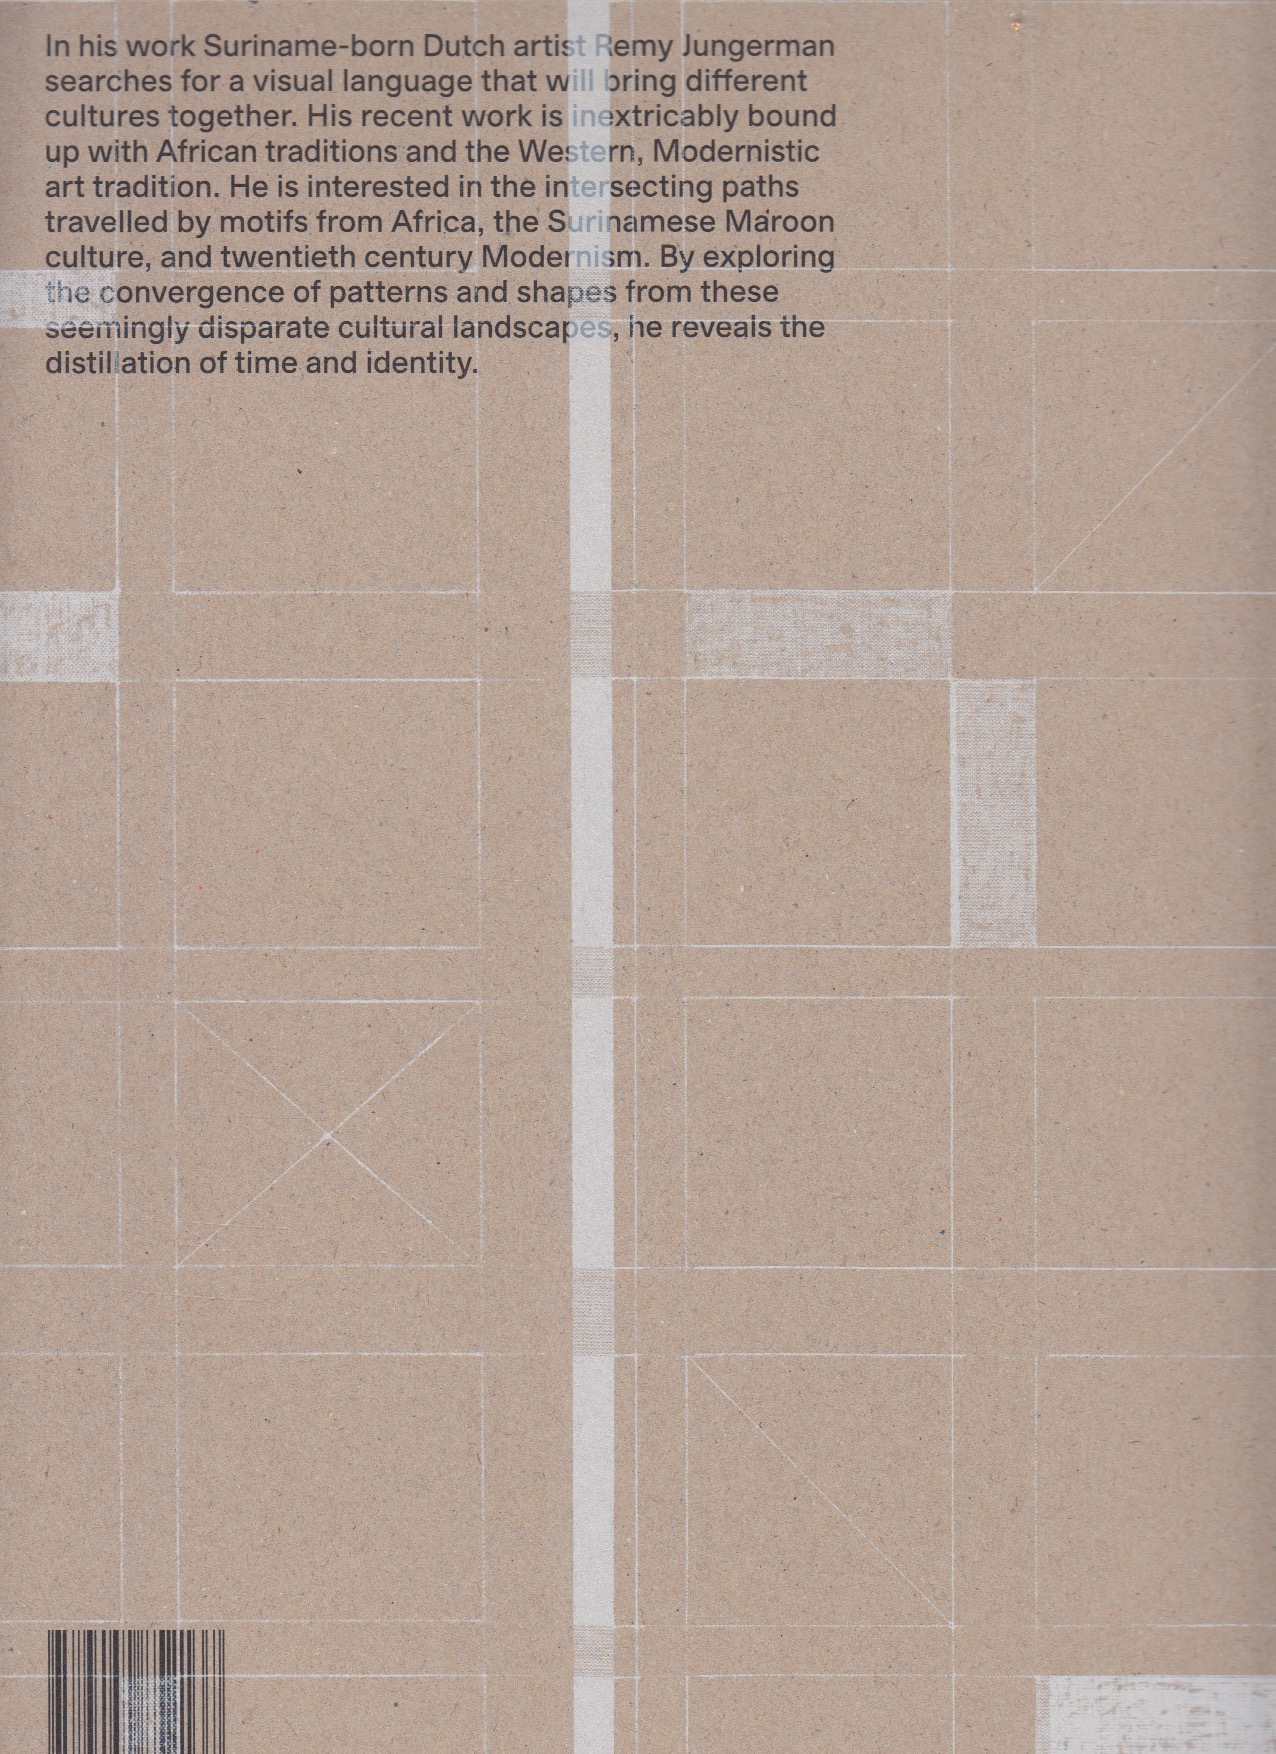 In his work Suriname-born Dutch artist Remy Jungerman
searches for a visual language that will bring different
cultures together. His recent work is inextricably bound
up with African traditions and the Western, Modernistic
art tradition. He is interested in the intersecting paths
travelled by motifs from Africa, the Surinamese Maroon
culture, and twentieth century Modernism. By exploring
the convergence of patterns and shapes from these
seemingly disparate cultural landscapes, he reveals the
distillation of time and identity.